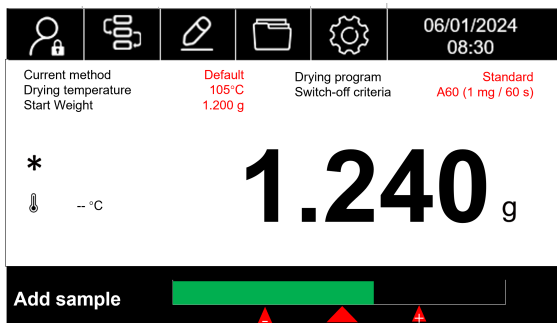 06/01/2024
08:30
Current method Default Drying program Standard
Drying temperature 105°C Switch-off criteria A60 (1 mg / 60 s)
Start Weight 1.200 g
*
1.240 g
-- °C
Add sample
- +